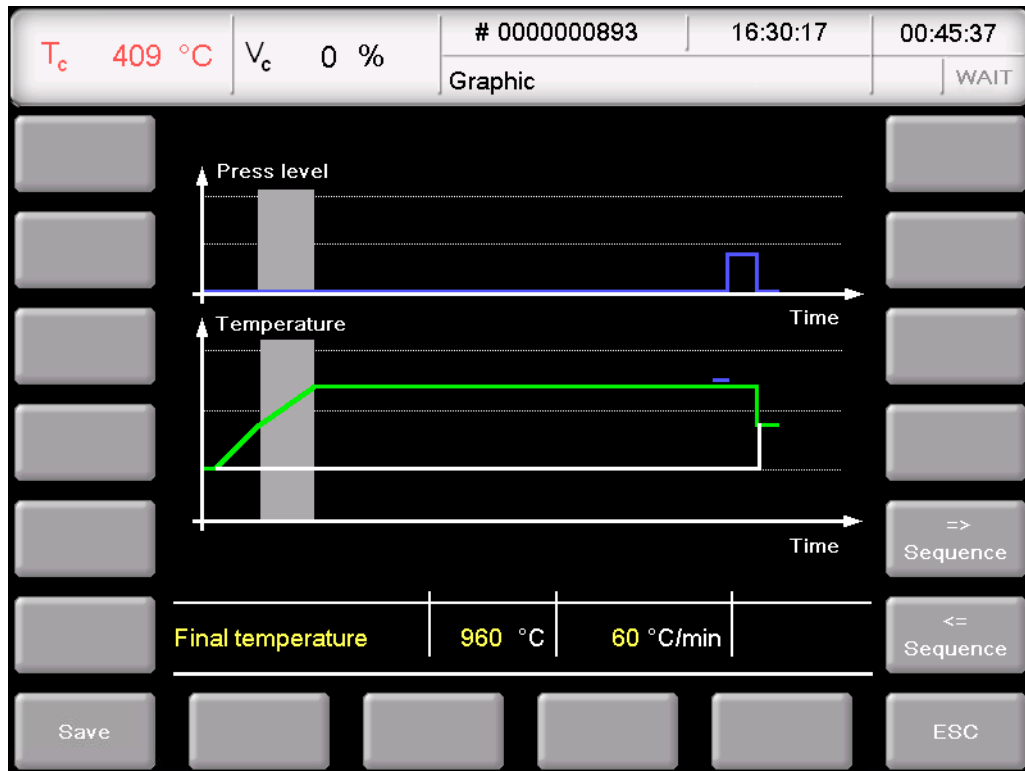 Tc 409 °C Vc 0 % # 0000000893 16:30:17 00:45:37
Graphic WAIT
Press level
Time
Temperature
Time
=>
Sequence
Final temperature 960 °C 60 °C/min
<=
Sequence
Save ESC